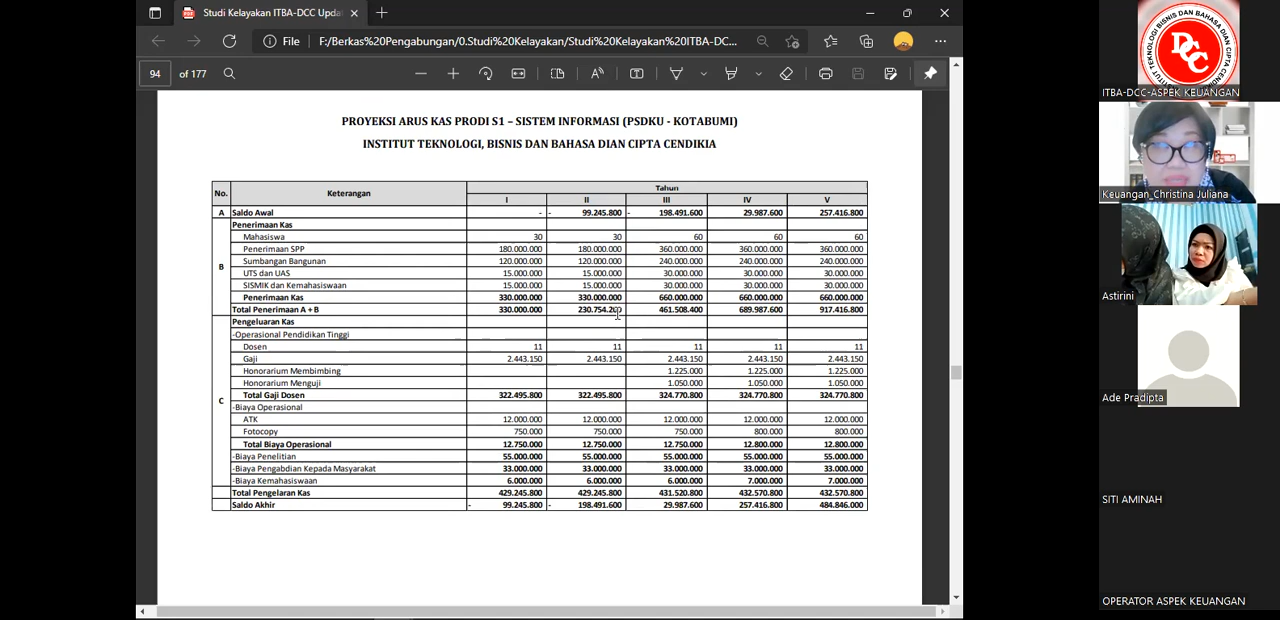 Studi Kelayakan ITBA-DCC Upda
File F:/Berkas%20Pengabungan/0.Studi%20Kelayakan/Studi%20Kelayakan%20ITBA-DC...
94 of 177
PROYEKSI ARUS KAS PRODI S1 – SISTEM INFORMASI (PSDKU - KOTABUMI)
INSTITUT TEKNOLOGI, BISNIS DAN BAHASA DIAN CIPTA CENDIKIA
No. Keterangan Tahun
I II III IV V
A Saldo Awal - - 99.245.800 - 198.491.600 29.987.600 257.416.800
B Penerimaan Kas
Mahasiswa 30 30 60 60 60
Penerimaan SPP 180.000.000 180.000.000 360.000.000 360.000.000 360.000.000
Sumbangan Bangunan 120.000.000 120.000.000 240.000.000 240.000.000 240.000.000
UTS dan UAS 15.000.000 15.000.000 30.000.000 30.000.000 30.000.000
SISMIK dan Kemahasiswaan 15.000.000 15.000.000 30.000.000 30.000.000 30.000.000
Penerimaan Kas 330.000.000 330.000.000 660.000.000 660.000.000 660.000.000
Total Penerimaan A + B 330.000.000 230.754.200 461.508.400 689.987.600 917.416.800
C Pengeluaran Kas
-Operasional Pendidikan Tinggi
Dosen 11 11 11 11 11
Gaji 2.443.150 2.443.150 2.443.150 2.443.150 2.443.150
Honorarium Membimbing 1.225.000 1.225.000 1.225.000
Honorarium Menguji 1.050.000 1.050.000 1.050.000
Total Gaji Dosen 322.495.800 322.495.800 324.770.800 324.770.800 324.770.800
-Biaya Operasional
ATK 12.000.000 12.000.000 12.000.000 12.000.000 12.000.000
Fotocopy 750.000 750.000 750.000 800.000 800.000
Total Biaya Operasional 12.750.000 12.750.000 12.750.000 12.800.000 12.800.000
-Biaya Penelitian 55.000.000 55.000.000 55.000.000 55.000.000 55.000.000
-Biaya Pengabdian Kepada Masyarakat 33.000.000 33.000.000 33.000.000 33.000.000 33.000.000
-Biaya Kemahasiswaan 6.000.000 6.000.000 6.000.000 7.000.000 7.000.000
Total Pengelaran Kas 429.245.800 429.245.800 431.520.800 432.570.800 432.570.800
Saldo Akhir - 99.245.800 - 198.491.600 29.987.600 257.416.800 484.846.000
DCC
ITBA-DCC-ASPEK KEUANGAN
Keuangan_Christina Juliana
Astirini
Ade Pradipta
SITI AMINAH
OPERATOR ASPEK KEUANGAN